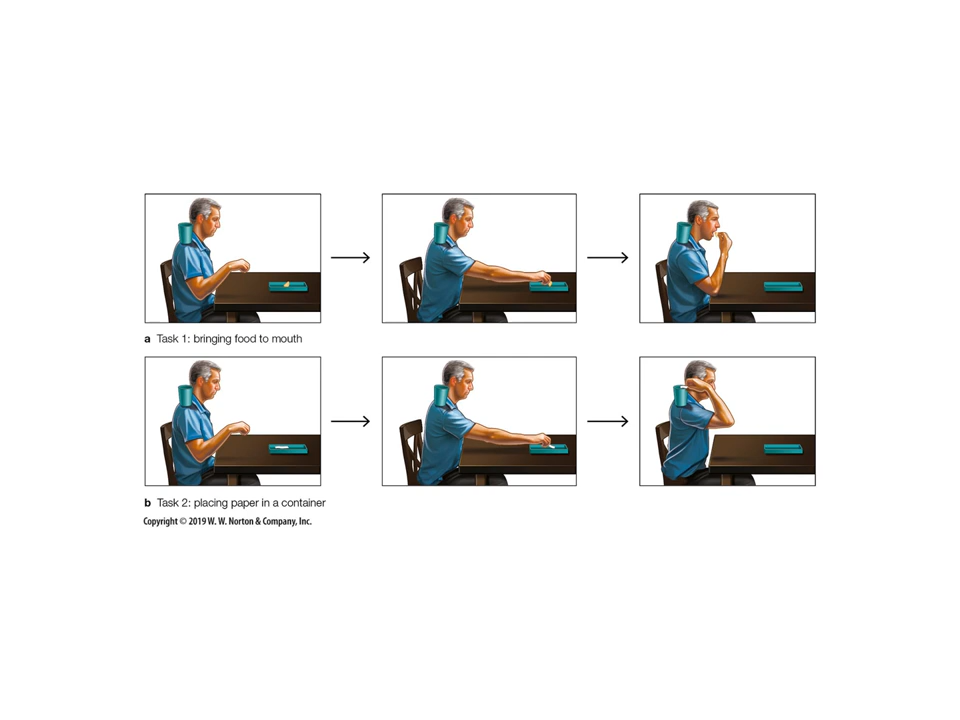 a Task 1: bringing food to mouth
b Task 2: placing paper in a container
Copyright © 2019 W. W. Norton & Company, Inc.